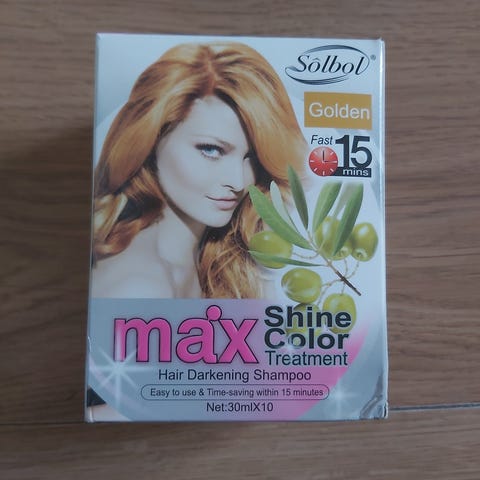 Sôlbol®
Golden
Fast 15
mins
max Shine
Color
Treatment
Hair Darkening Shampoo
Easy to use & Time-saving within 15 minutes
Net:30mlX10